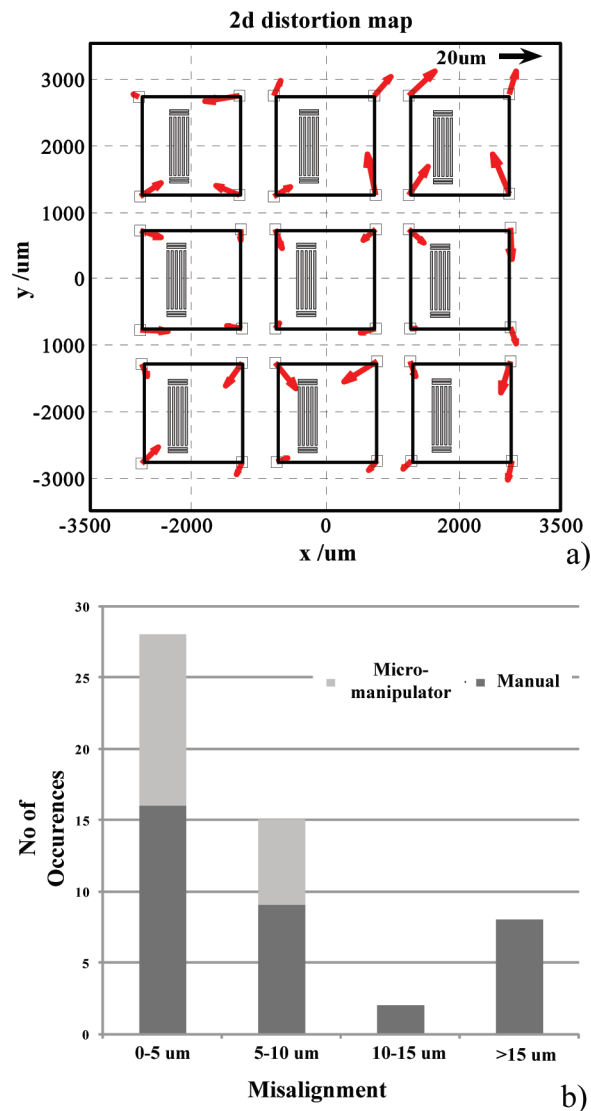 2d distortion map
20um
3000
2000
1000
0
1000
-2000
-3000
y /um
-3500
-2000
0
2000
3500
x /um
a)
30
25
20
15
10
5
0
No of
Occurences
Micro-
manipulator
Manual
0-5 um
5-10 um
10-15 um
>15 um
Misalignment
b)